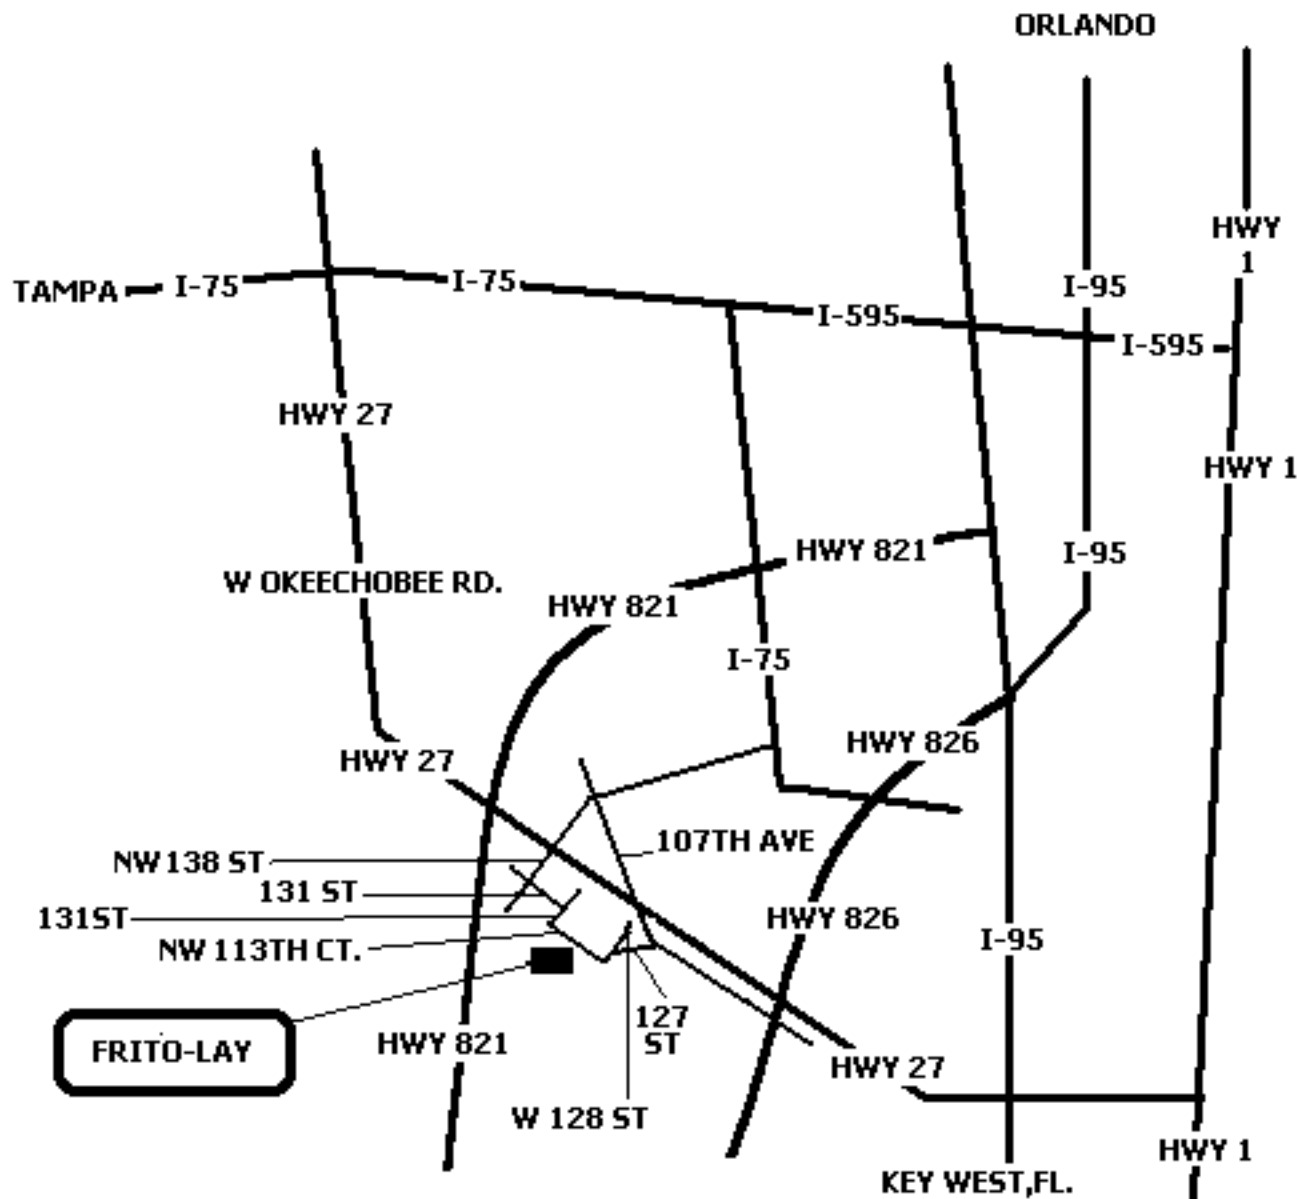 ORLANDO
HWY
1
TAMPA
I-75
I-75
I-95
I-595
I-595
HWY 27
HWY 1
HWY 821
I-95
W OKEECHOBEE RD.
HWY 821
I-75
HWY 826
HWY 27
107TH AVE
NW 138 ST
131 ST
131ST
HWY 826
NW 113TH CT.
I-95
127
ST
FRITO-LAY
HWY 821
HWY 27
W 128 ST
HWY 1
KEY WEST,FL.